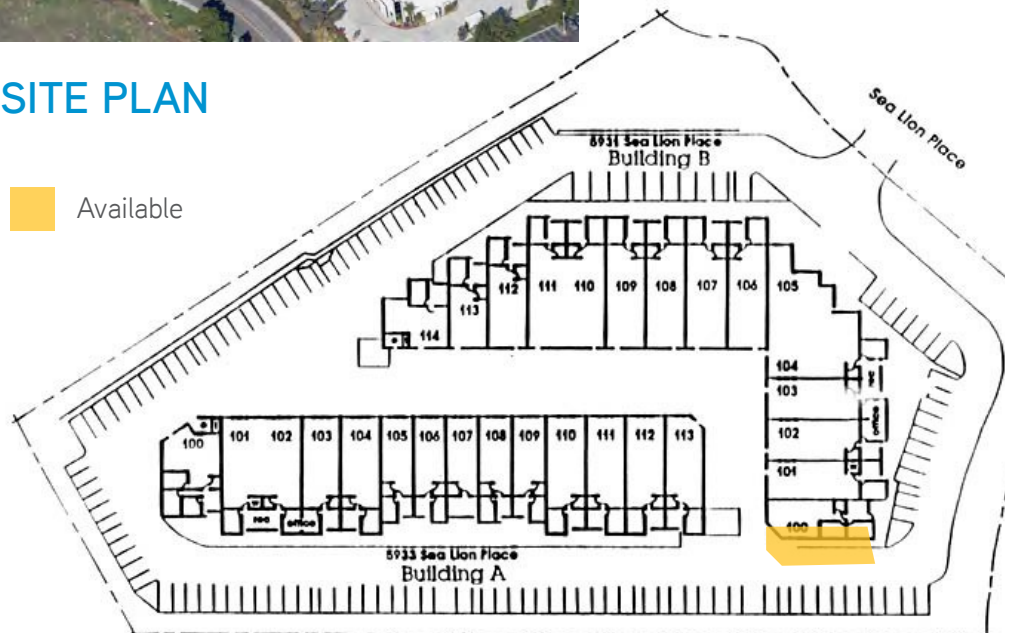 SITE PLAN
Available
Sea Lion Place
5931 Sea Lion Place
Building B
112 111 110 109 108 107 106 105
113
114
104
103
rec
office
102
101
100
100 101 102 103 104 105 106 107 108 109 110 111 112 113
rec office
5933 Sea Lion Place
Building A